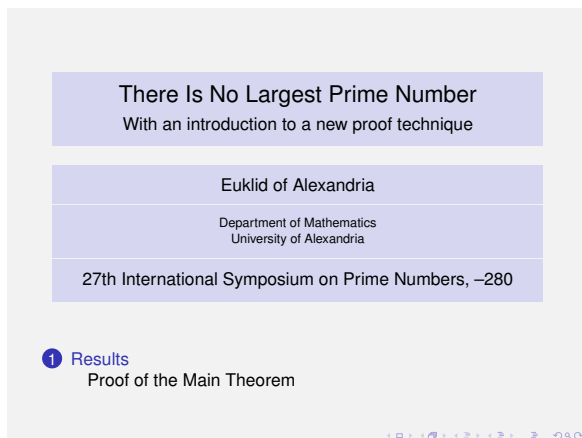 There Is No Largest Prime Number
With an introduction to a new proof technique
Euklid of Alexandria
Department of Mathematics
University of Alexandria
27th International Symposium on Prime Numbers, –280
1 Results
Proof of the Main Theorem